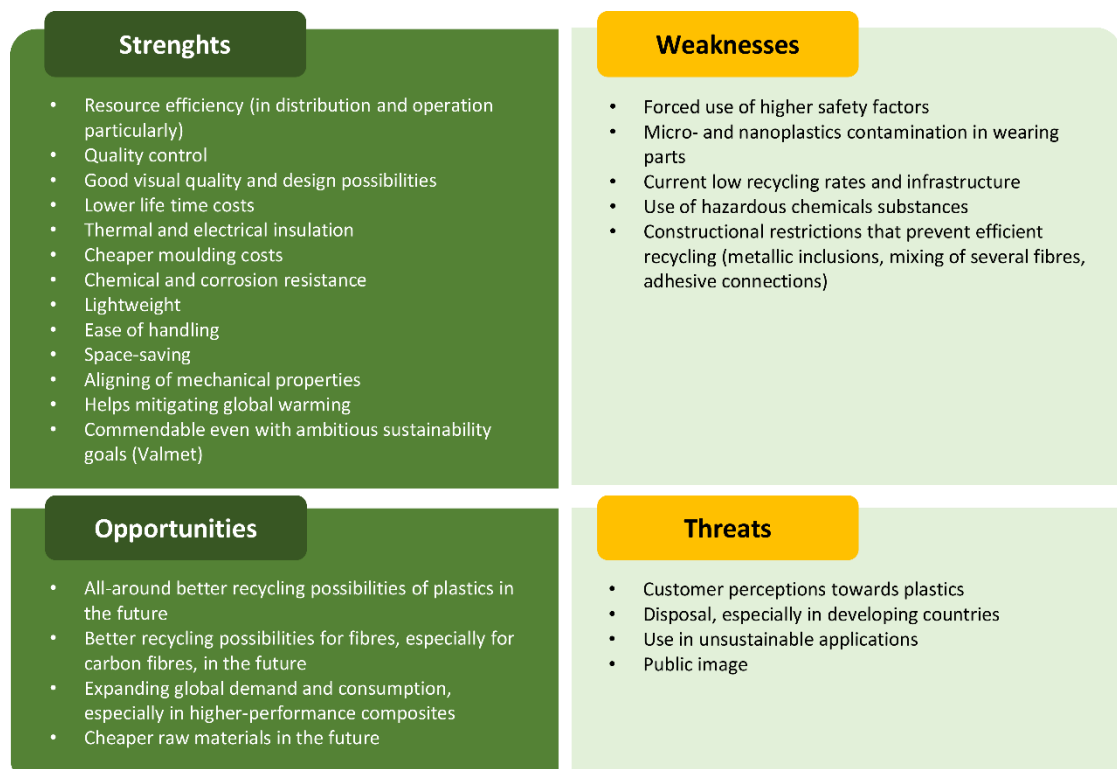 Strenghts
• Resource efficiency (in distribution and operation
particularly)
• Quality control
• Good visual quality and design possibilities
• Lower life time costs
• Thermal and electrical insulation
• Cheaper moulding costs
• Chemical and corrosion resistance
• Lightweight
• Ease of handling
• Space-saving
• Aligning of mechanical properties
• Helps mitigating global warming
• Commendable even with ambitious sustainability
goals (Valmet)
Weaknesses
• Forced use of higher safety factors
• Micro- and nanoplastics contamination in wearing
parts
• Current low recycling rates and infrastructure
• Use of hazardous chemicals substances
• Constructional restrictions that prevent efficient
recycling (metallic inclusions, mixing of several fibres,
adhesive connections)
Opportunities
• All-around better recycling possibilities of plastics in
the future
• Better recycling possibilities for fibres, especially for
carbon fibres, in the future
• Expanding global demand and consumption,
especially in higher-performance composites
• Cheaper raw materials in the future
Threats
• Customer perceptions towards plastics
• Disposal, especially in developing countries
• Use in unsustainable applications
• Public image